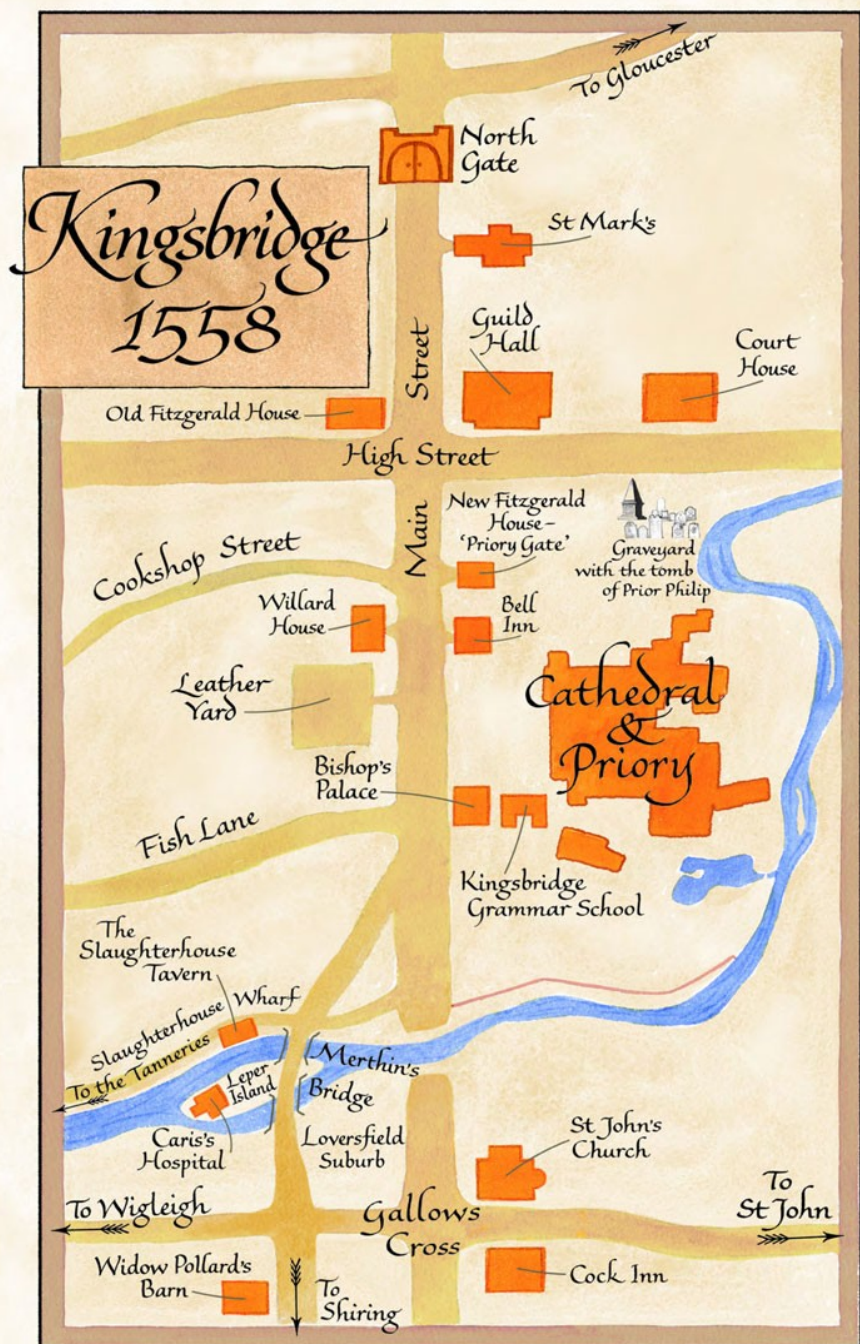 To Gloucester
North
Gate
Kingsbridge
1558
St Mark's
Guild
Hall
Court
House
Street
Old Fitzgerald House
High Street
Main
New Fitzgerald
House–
'Priory Gate'
Graveyard
with the tomb
of Prior Philip
Cookshop Street
Willard
House
Bell
Inn
Leather
Yard
Cathedral
&
Priory
Bishop's
Palace
Fish Lane
Kingsbridge
Grammar School
The
Slaughterhouse
Tavern
Slaughterhouse Wharf
To the Tanneries
Merthin's
Bridge
Leper
Island
Caris's
Hospital
Loversfield
Suburb
St John's
Church
To Wigleigh
Gallows
Cross
To
St John
Widow Pollard's
Barn
To
Shiring
Cock Inn